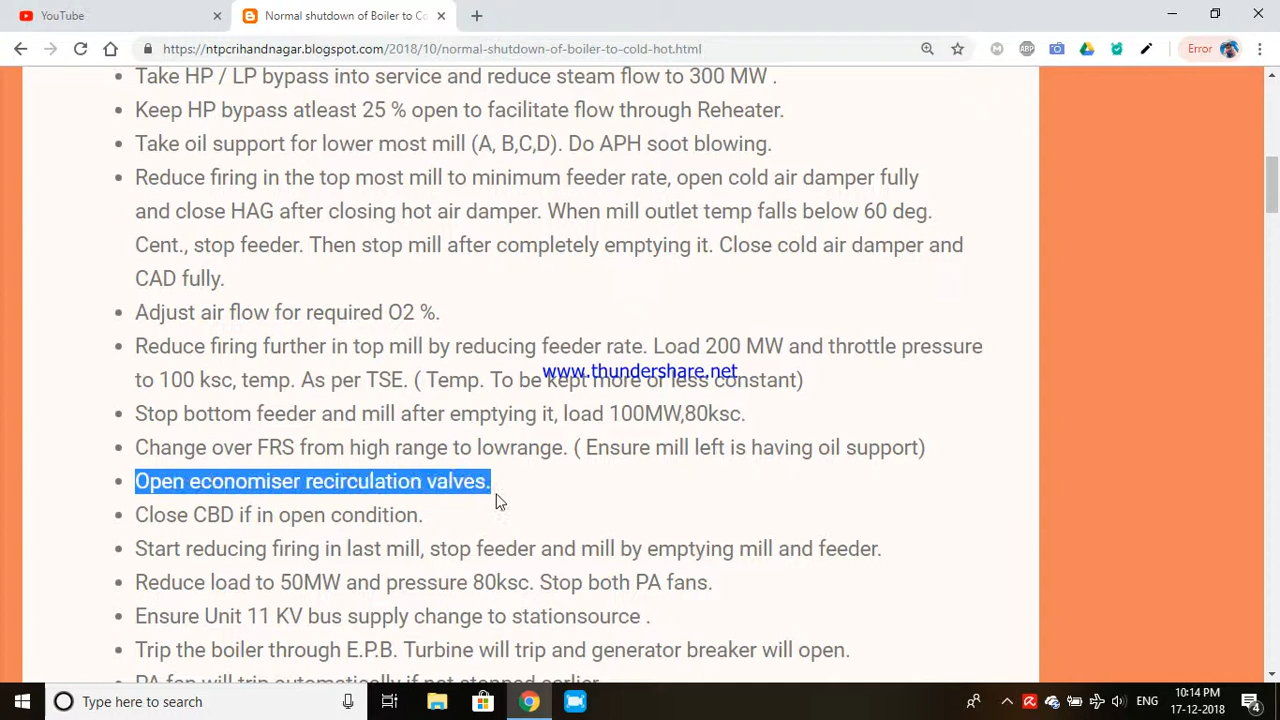 YouTube
Normal shutdown of Boiler to Co
https://ntpcrihandnagar.blogspot.com/2018/10/normal-shutdown-of-boiler-to-cold-hot.html
ABP
Error
Take HP / LP bypass into service and reduce steam flow to 300 MW .
Keep HP bypass atleast 25 % open to facilitate flow through Reheater.
Take oil support for lower most mill (A, B,C,D). Do APH soot blowing.
Reduce firing in the top most mill to minimum feeder rate, open cold air damper fully
and close HAG after closing hot air damper. When mill outlet temp falls below 60 deg.
Cent., stop feeder. Then stop mill after completely emptying it. Close cold air damper and
CAD fully.
Adjust air flow for required O2 %.
Reduce firing further in top mill by reducing feeder rate. Load 200 MW and throttle pressure
www.thundershare.net
to 100 ksc, temp. As per TSE. ( Temp. To be kept more or less constant)
Stop bottom feeder and mill after emptying it, load 100MW,80ksc.
Change over FRS from high range to lowrange. ( Ensure mill left is having oil support)
Open economiser recirculation valves.
Close CBD if in open condition.
Start reducing firing in last mill, stop feeder and mill by emptying mill and feeder.
Reduce load to 50MW and pressure 80ksc. Stop both PA fans.
Ensure Unit 11 KV bus supply change to stationsource .
Trip the boiler through E.P.B. Turbine will trip and generator breaker will open.
PA fan will trip automatically if not stopped earlier
Type here to search
ENG
10:14 PM
17-12-2018
4